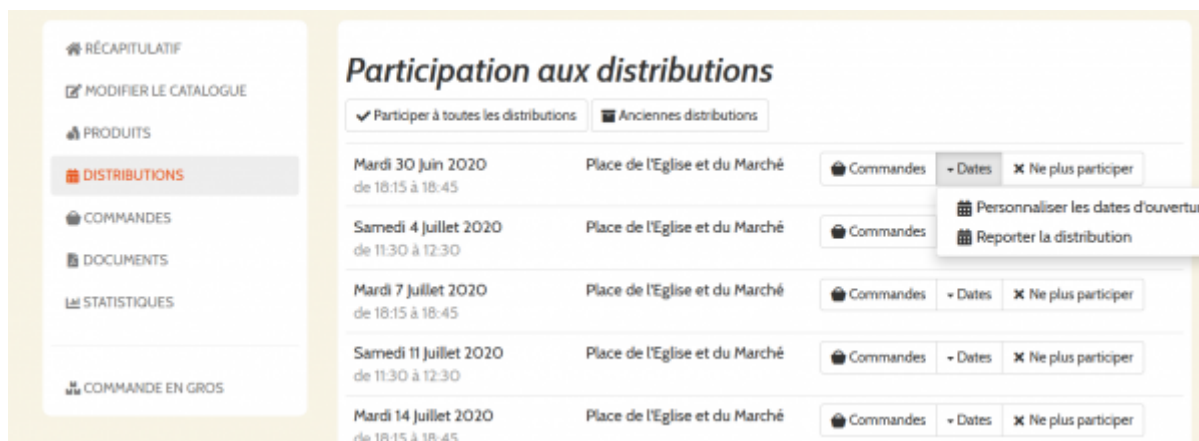 RÉCAPITULATIF
MODIFIER LE CATALOGUE
PRODUITS
DISTRIBUTIONS
COMMANDES
DOCUMENTS
STATISTIQUES
COMMANDE EN GROS
Participation aux distributions
Participer à toutes les distributions Anciennes distributions
Mardi 30 Juin 2020 Place de l'Eglise et du Marché Commandes Dates Ne plus participer
de 18:15 à 18:45
Personnaliser les dates d'ouvertur
Samedi 4 Juillet 2020 Place de l'Eglise et du Marché Commandes
Reporter la distribution
de 11:30 à 12:30
Mardi 7 Juillet 2020 Place de l'Eglise et du Marché Commandes Dates Ne plus participer
de 18:15 à 18:45
Samedi 11 Juillet 2020 Place de l'Eglise et du Marché Commandes Dates Ne plus participer
de 11:30 à 12:30
Mardi 14 Juillet 2020 Place de l'Eglise et du Marché Commandes Dates Ne plus participer
de 18:15 à 18:45